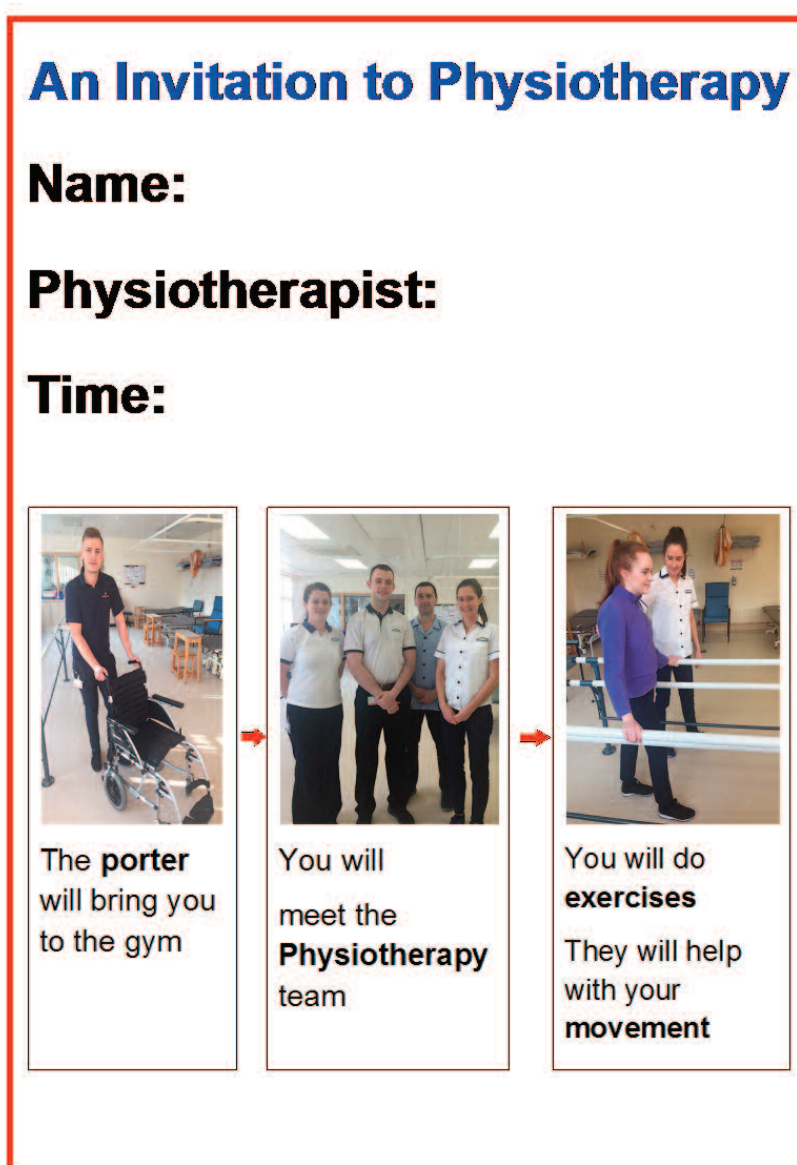 An Invitation to Physiotherapy
Name:
Physiotherapist:
Time:
The porter
will bring you
to the gym
You will
meet the
Physiotherapy
team
You will do
exercises
They will help
with your
movement